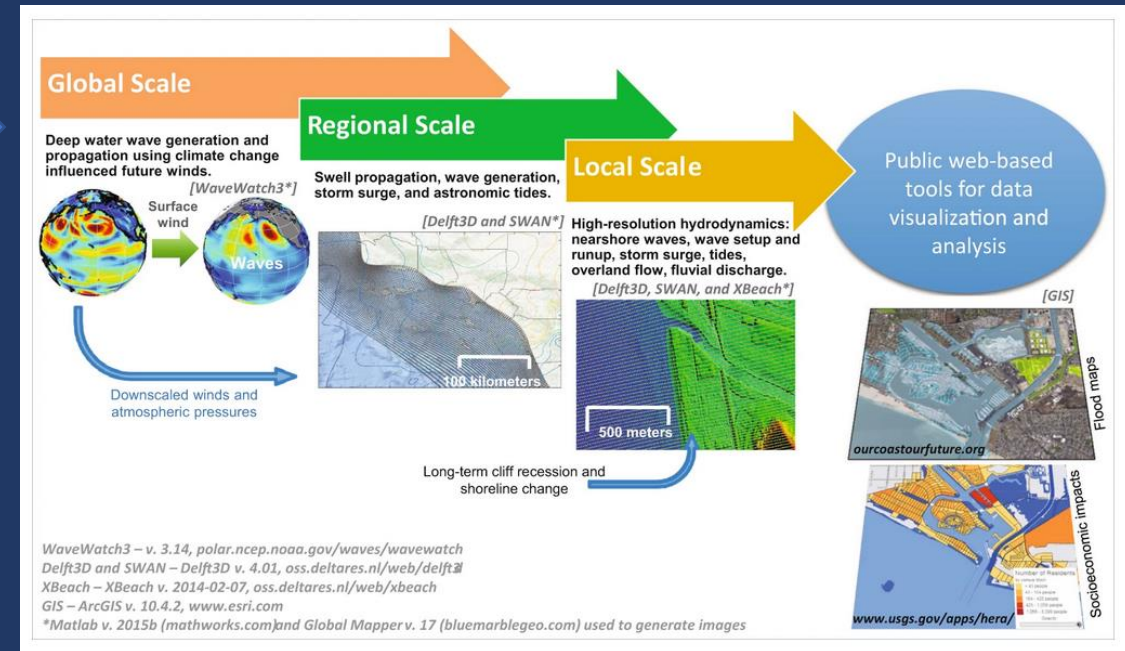 Global Scale
Deep water wave generation and
propagation using climate change
influenced future winds.
[WaveWatch3*]
Surface
wind
Waves
Downscaled winds and
atmospheric pressures
Regional Scale
Swell propagation, wave generation,
storm surge, and astronomic tides.
[Delft3D and SWAN*]
100 kilometers
Local Scale
High-resolution hydrodynamics:
nearshore waves, wave setup and
runup, storm surge, tides,
overland flow, fluvial discharge.
[Delft3D, SWAN, and XBeach*]
500 meters
Long-term cliff recession and
shoreline change
Public web-based
tools for data
visualization and
analysis
[GIS]
ourcoastourfuture.org
Flood maps
Number of Residents
www.usgs.gov/apps/hera/
Socioeconomic impacts
WaveWatch3 – v. 3.14, polar.ncep.noaa.gov/waves/wavewatch
Delft3D and SWAN – Delft3D v. 4.01, oss.deltares.nl/web/delft3d
XBeach – XBeach v. 2014-02-07, oss.deltares.nl/web/xbeach
GIS – ArcGIS v. 10.4.2, www.esri.com
*Matlab v. 2015b (mathworks.com)and Global Mapper v. 17 (bluemarblegeo.com) used to generate images